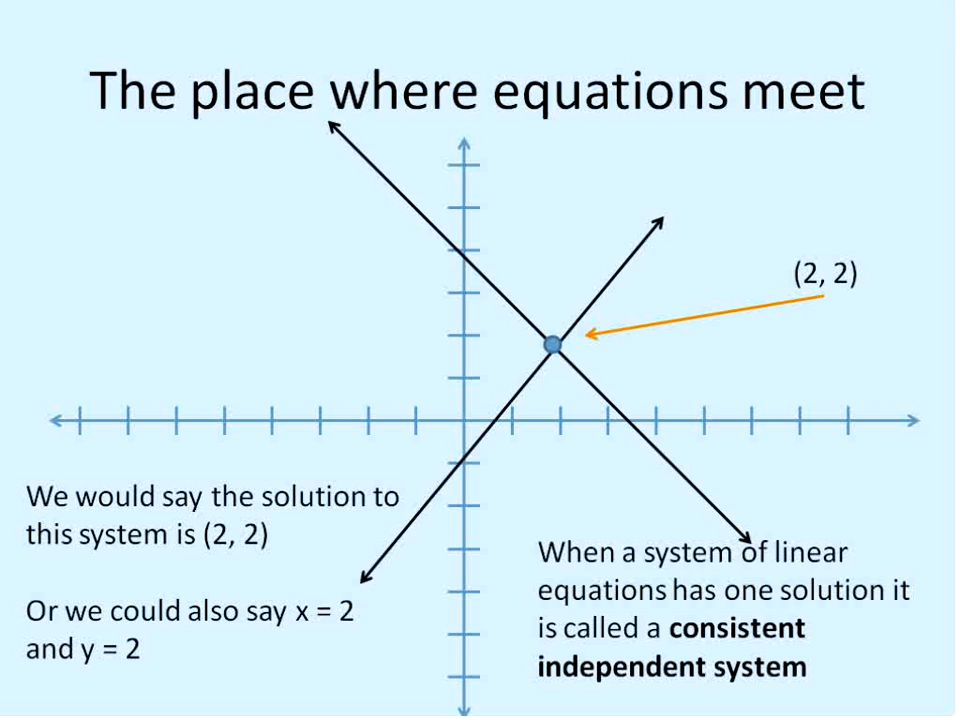 The place where equations meet
(2, 2)
We would say the solution to
this system is (2, 2)
Or we could also say x = 2
and y = 2
When a system of linear
equations has one solution it
is called a consistent
independent system